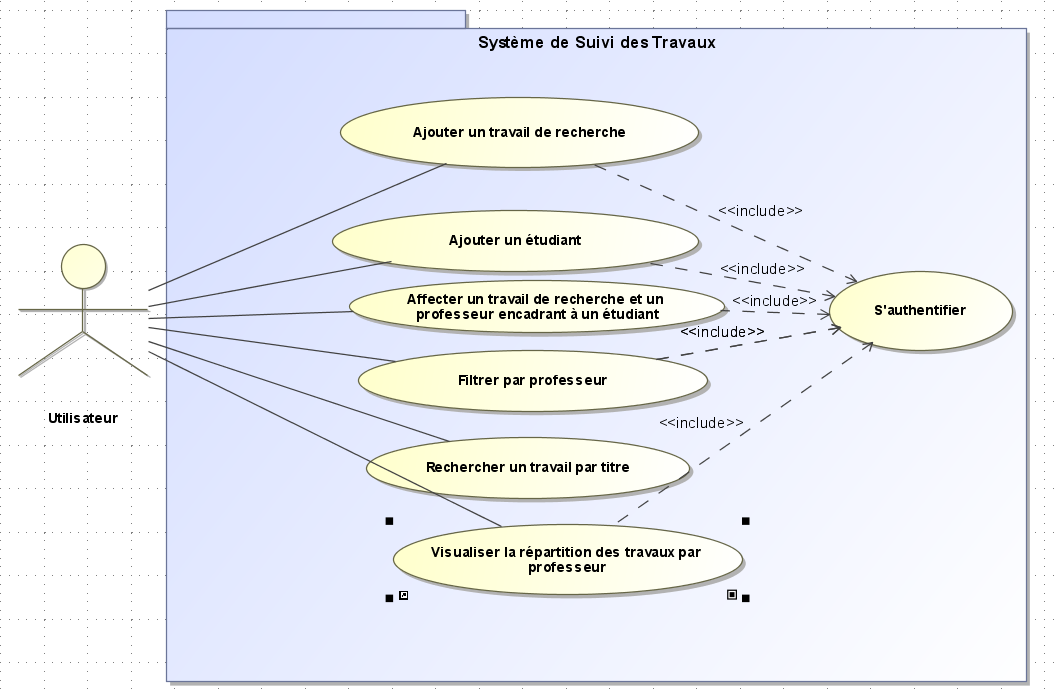 Système de Suivi des Travaux
Ajouter un travail de recherche
<<include>>
Ajouter un étudiant
<<include>>
Affecter un travail de recherche et un
professeur encadrant à un étudiant
<<include>>
S'authentifier
<<include>>
Filtrer par professeur
Utilisateur
<<include>>
Rechercher un travail par titre
Visualiser la répartition des travaux par
professeur